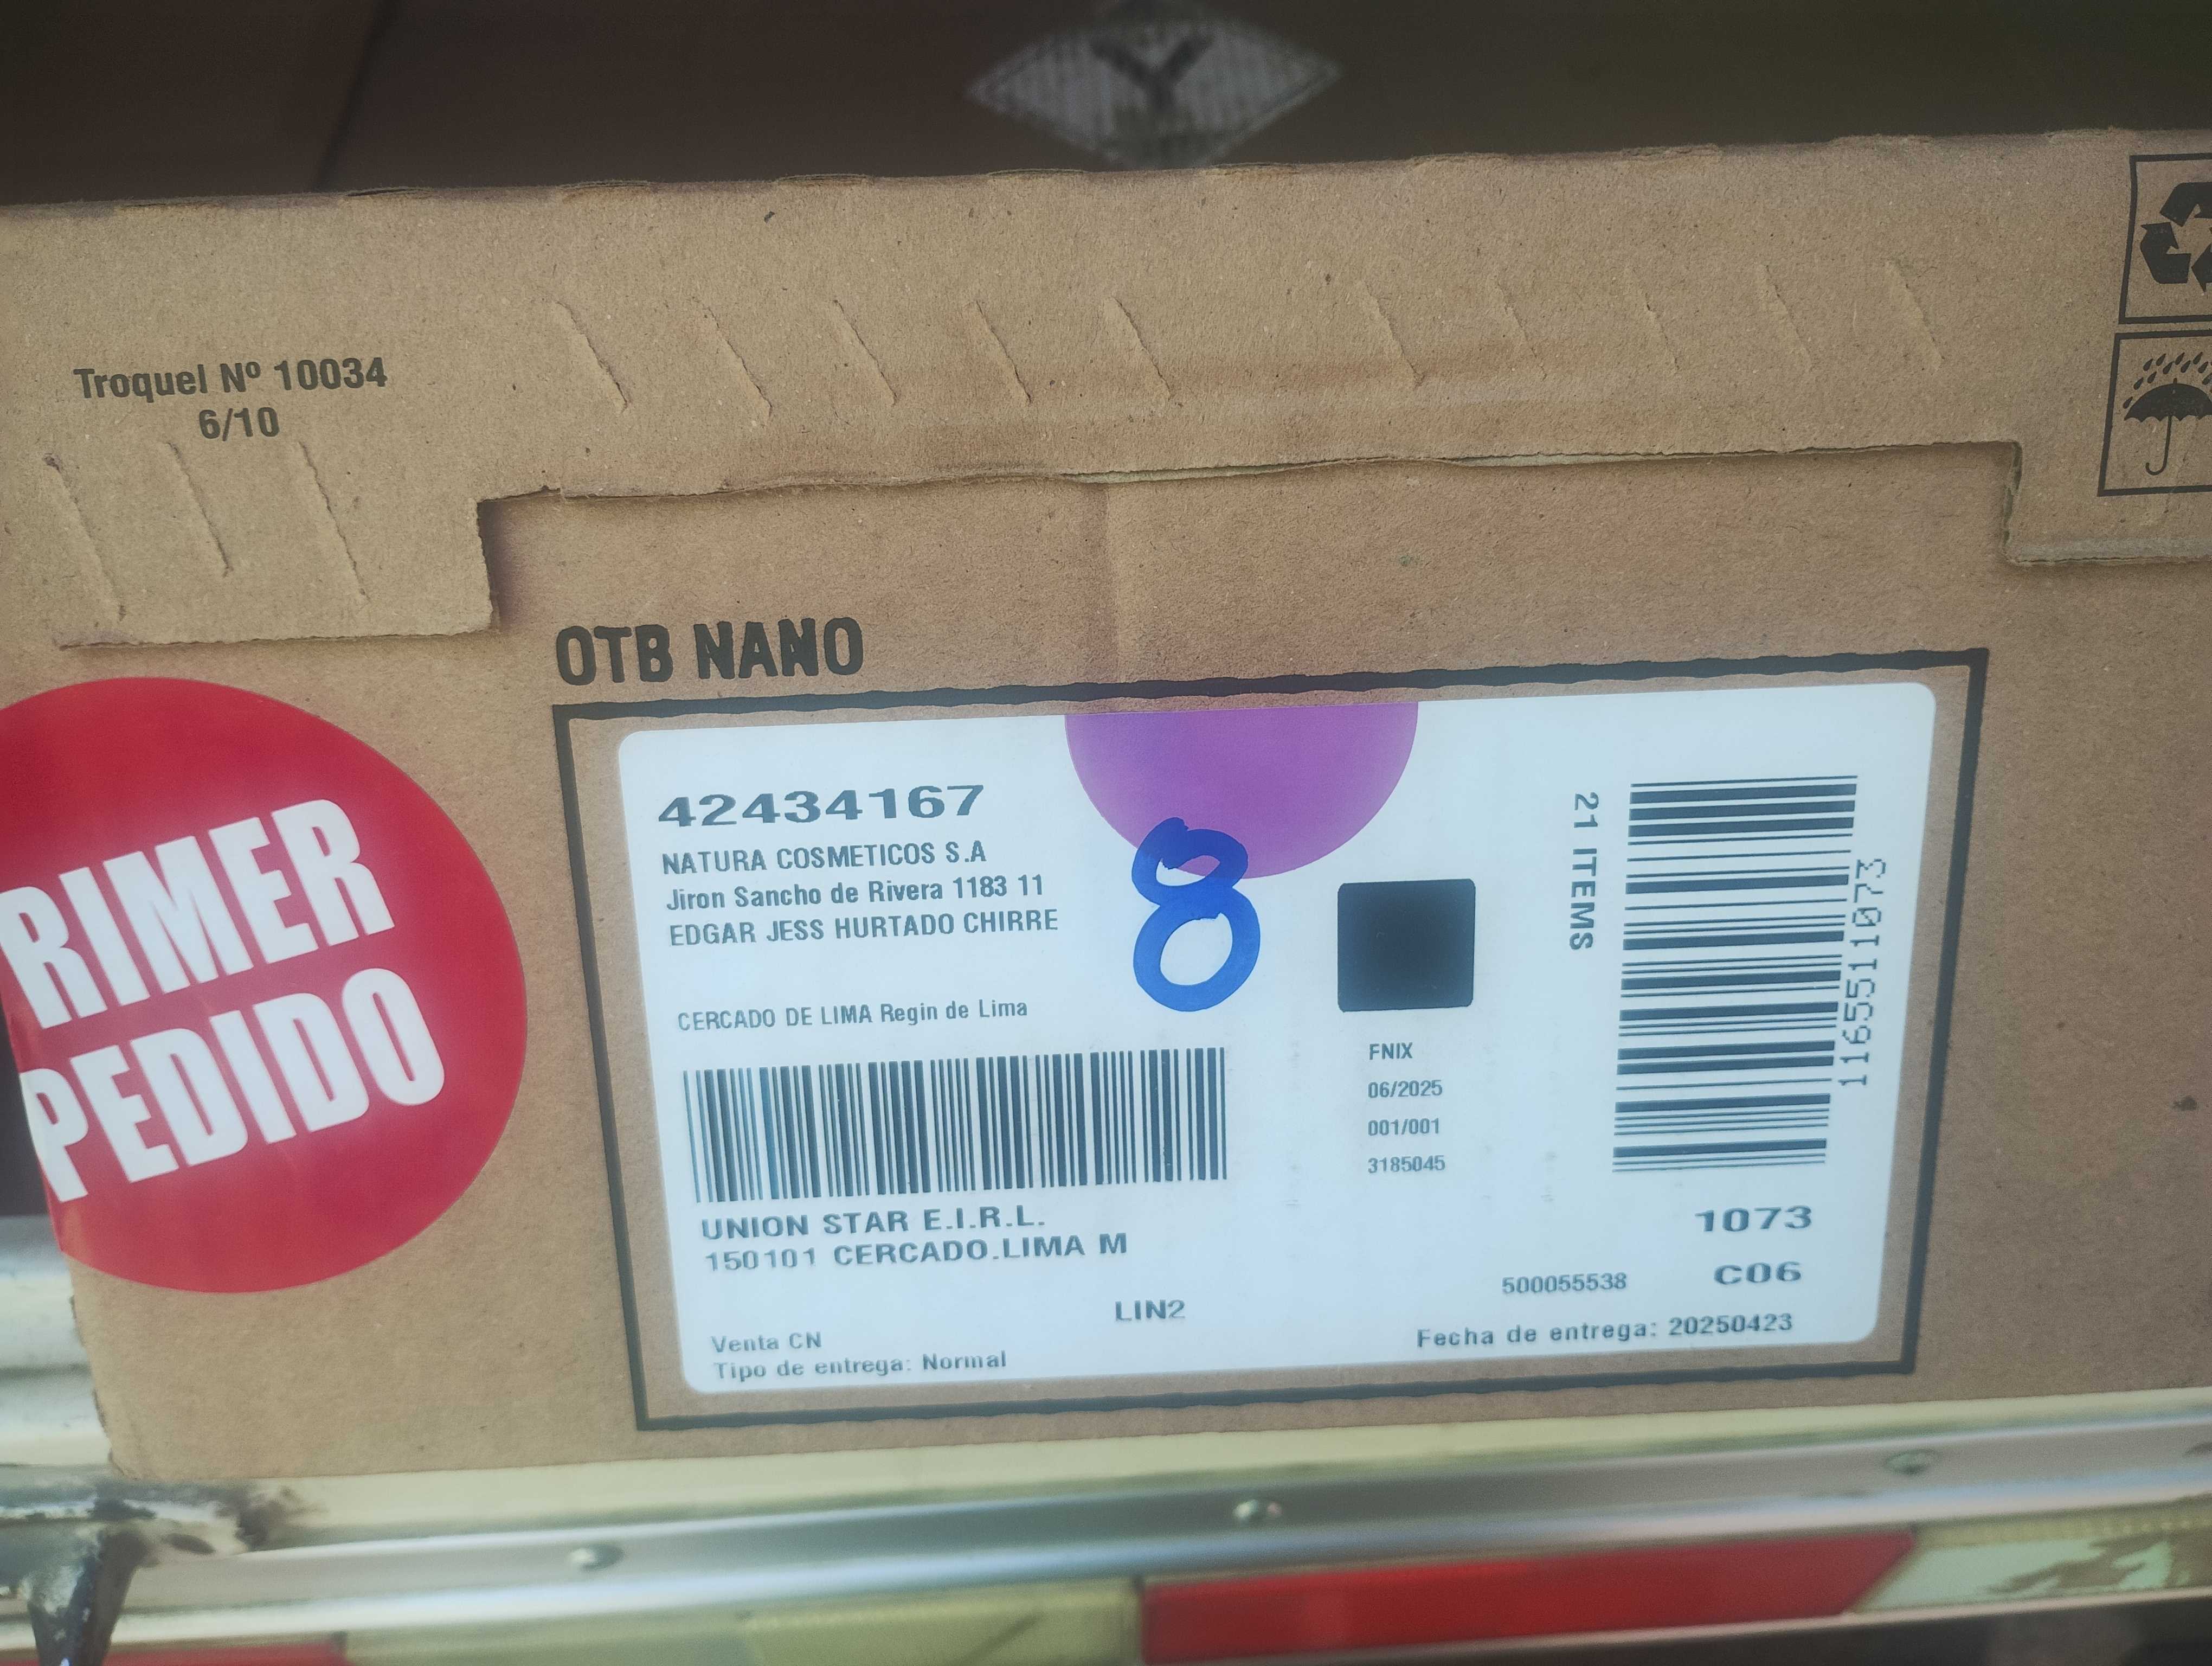 Y
Troquel Nº 10034
6/10
OTB NANO
RIMER
PEDIDO
42434167
NATURA COSMETICOS S.A
Jiron Sancho de Rivera 1183 11
EDGAR JESS HURTADO CHIRRE
8
CERCADO DE LIMA Regin de Lima
UNION STAR E.I.R.L.
150101 CERCADO.LIMA M
LIN2
Venta CN
Tipo de entrega: Normal
FNIX
06/2025
001/001
3185045
21 ITEMS
1165511073
1073
C06
500055538
Fecha de entrega: 20250423